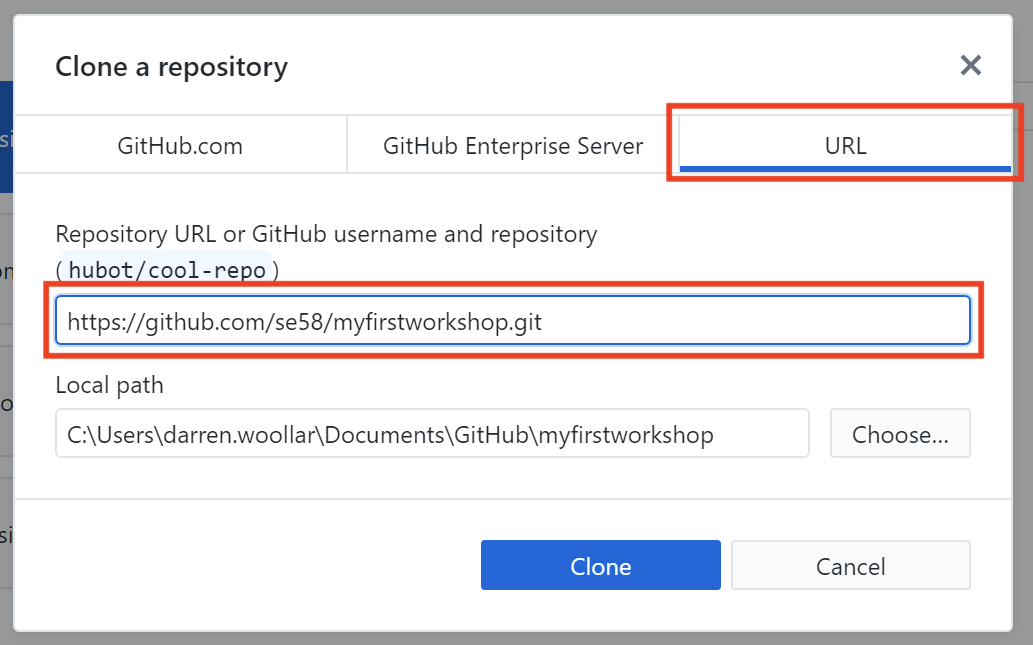 Clone a repository
GitHub.com
GitHub Enterprise Server
URL
Repository URL or GitHub username and repository
(hubot/cool-repo)
https://github.com/se58/myfirstworkshop.git
Local path
C:\Users\darren.woollar\Documents\GitHub\myfirstworkshop
Choose...
Clone
Cancel